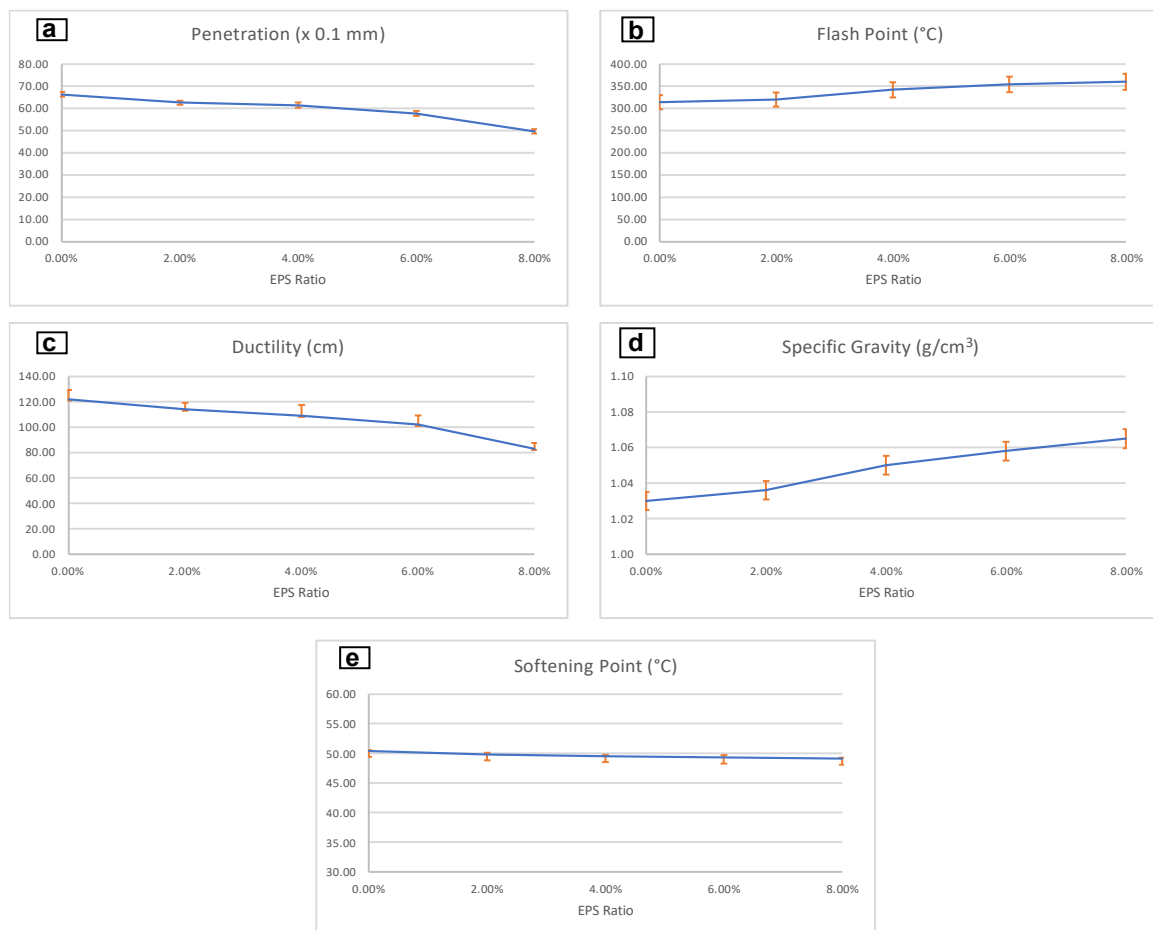 a
Penetration (x 0.1 mm)
80.00
70.00
60.00
50.00
40.00
30.00
20.00
10.00
0.00
0.00% 2.00% 4.00% 6.00% 8.00%
EPS Ratio
b
Flash Point (°C)
400.00
350.00
300.00
250.00
200.00
150.00
100.00
50.00
0.00
0.00% 2.00% 4.00% 6.00% 8.00%
EPS Ratio
c
Ductility (cm)
140.00
120.00
100.00
80.00
60.00
40.00
20.00
0.00
0.00% 2.00% 4.00% 6.00% 8.00%
EPS Ratio
d
Specific Gravity (g/cm³)
1.10
1.08
1.06
1.04
1.02
1.00
0.00% 2.00% 4.00% 6.00% 8.00%
EPS Ratio
e
Softening Point (°C)
60.00
55.00
50.00
45.00
40.00
35.00
30.00
0.00% 2.00% 4.00% 6.00% 8.00%
EPS Ratio